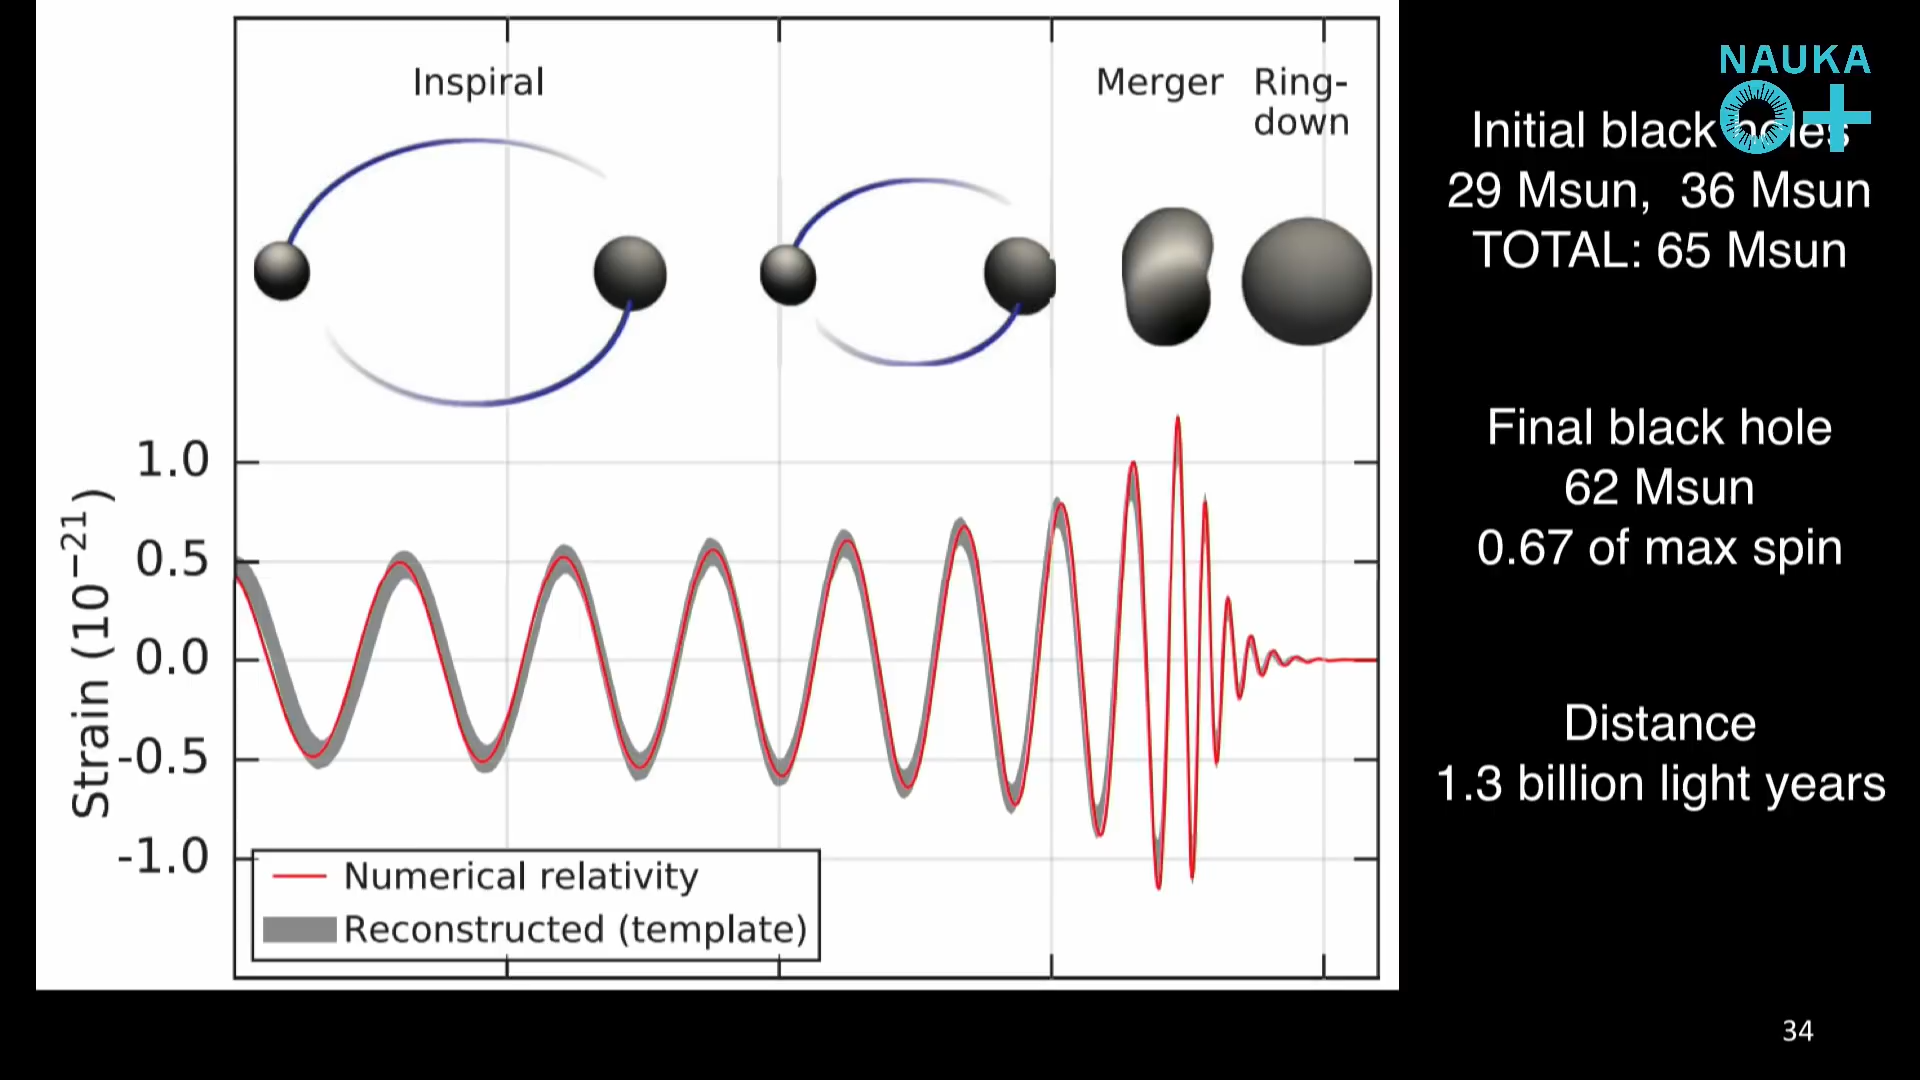 Inspiral
Merger
Ring-
down
1.0
0.5
0.0
-0.5
-1.0
Strain (10⁻²¹)
Numerical relativity
Reconstructed (template)
NAUKA
0+
Initial black holes
29 Msun, 36 Msun
TOTAL: 65 Msun
Final black hole
62 Msun
0.67 of max spin
Distance
1.3 billion light years
34